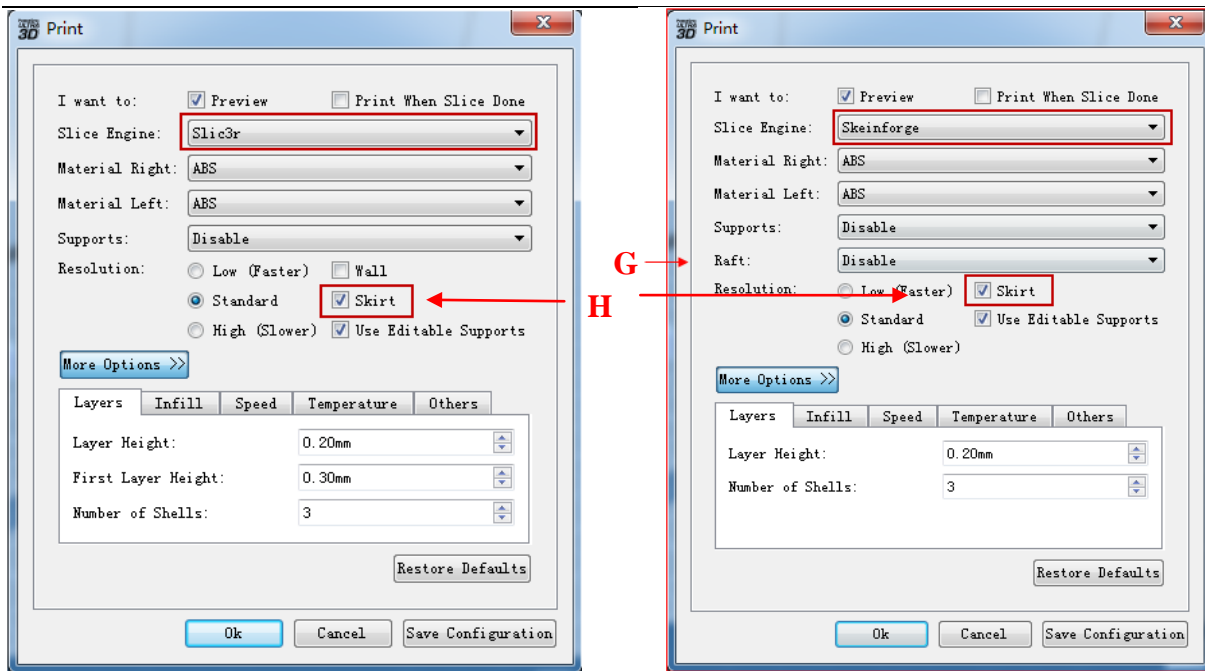 3D Print
I want to: Preview Print When Slice Done
Slice Engine: Slic3r
Material Right: ABS
Material Left: ABS
Supports: Disable
Resolution: Low (Faster) Wall
Standard Skirt
High (Slower) Use Editable Supports
More Options >>
Layers Infill Speed Temperature Others
Layer Height: 0.20mm
First Layer Height: 0.30mm
Number of Shells: 3
Restore Defaults
Ok Cancel Save Configuration
G
H
3D Print
I want to: Preview Print When Slice Done
Slice Engine: Skeinforge
Material Right: ABS
Material Left: ABS
Supports: Disable
Raft: Disable
Resolution: Low (Faster) Skirt
Standard Use Editable Supports
High (Slower)
More Options >>
Layers Infill Speed Temperature Others
Layer Height: 0.20mm
Number of Shells: 3
Restore Defaults
Ok Cancel Save Configuration